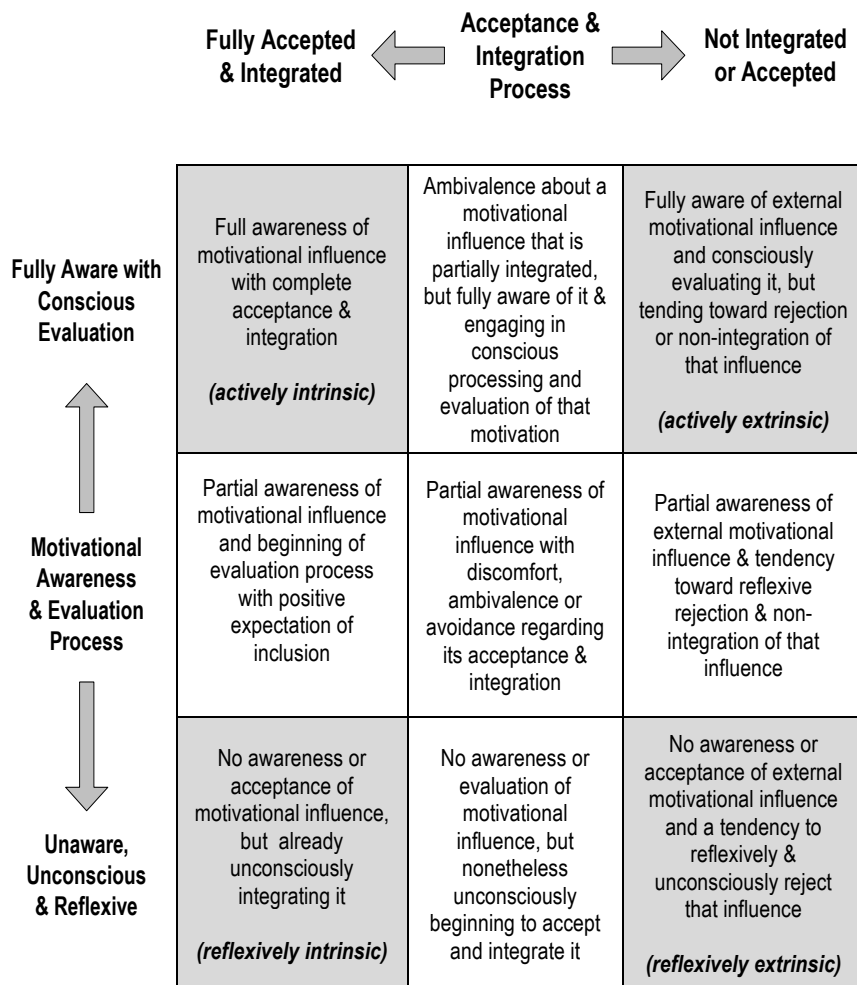 Fully Accepted
& Integrated
Acceptance &
Integration
Process
Not Integrated
or Accepted
Fully Aware with
Conscious
Evaluation
Full awareness of
motivational influence
with complete
acceptance &
integration
(actively intrinsic)
Ambivalence about a
motivational
influence that is
partially integrated,
but fully aware of it &
engaging in
conscious
processing and
evaluation of that
motivation
Fully aware of external
motivational influence
and consciously
evaluating it, but
tending toward rejection
or non-integration of
that influence
(actively extrinsic)
Motivational
Awareness
& Evaluation
Process
Partial awareness of
motivational influence
and beginning of
evaluation process
with positive
expectation of
inclusion
Partial awareness of
motivational
influence with
discomfort,
ambivalence or
avoidance regarding
its acceptance &
integration
Partial awareness of
external motivational
influence & tendency
toward reflexive
rejection & non-
integration of that
influence
Unaware,
Unconscious
& Reflexive
No awareness or
acceptance of
motivational influence,
but already
unconsciously
integrating it
(reflexively intrinsic)
No awareness or
evaluation of
motivational
influence, but
nonetheless
unconsciously
beginning to accept
and integrate it
No awareness or
acceptance of external
motivational influence
and a tendency to
reflexively &
unconsciously reject
that influence
(reflexively extrinsic)